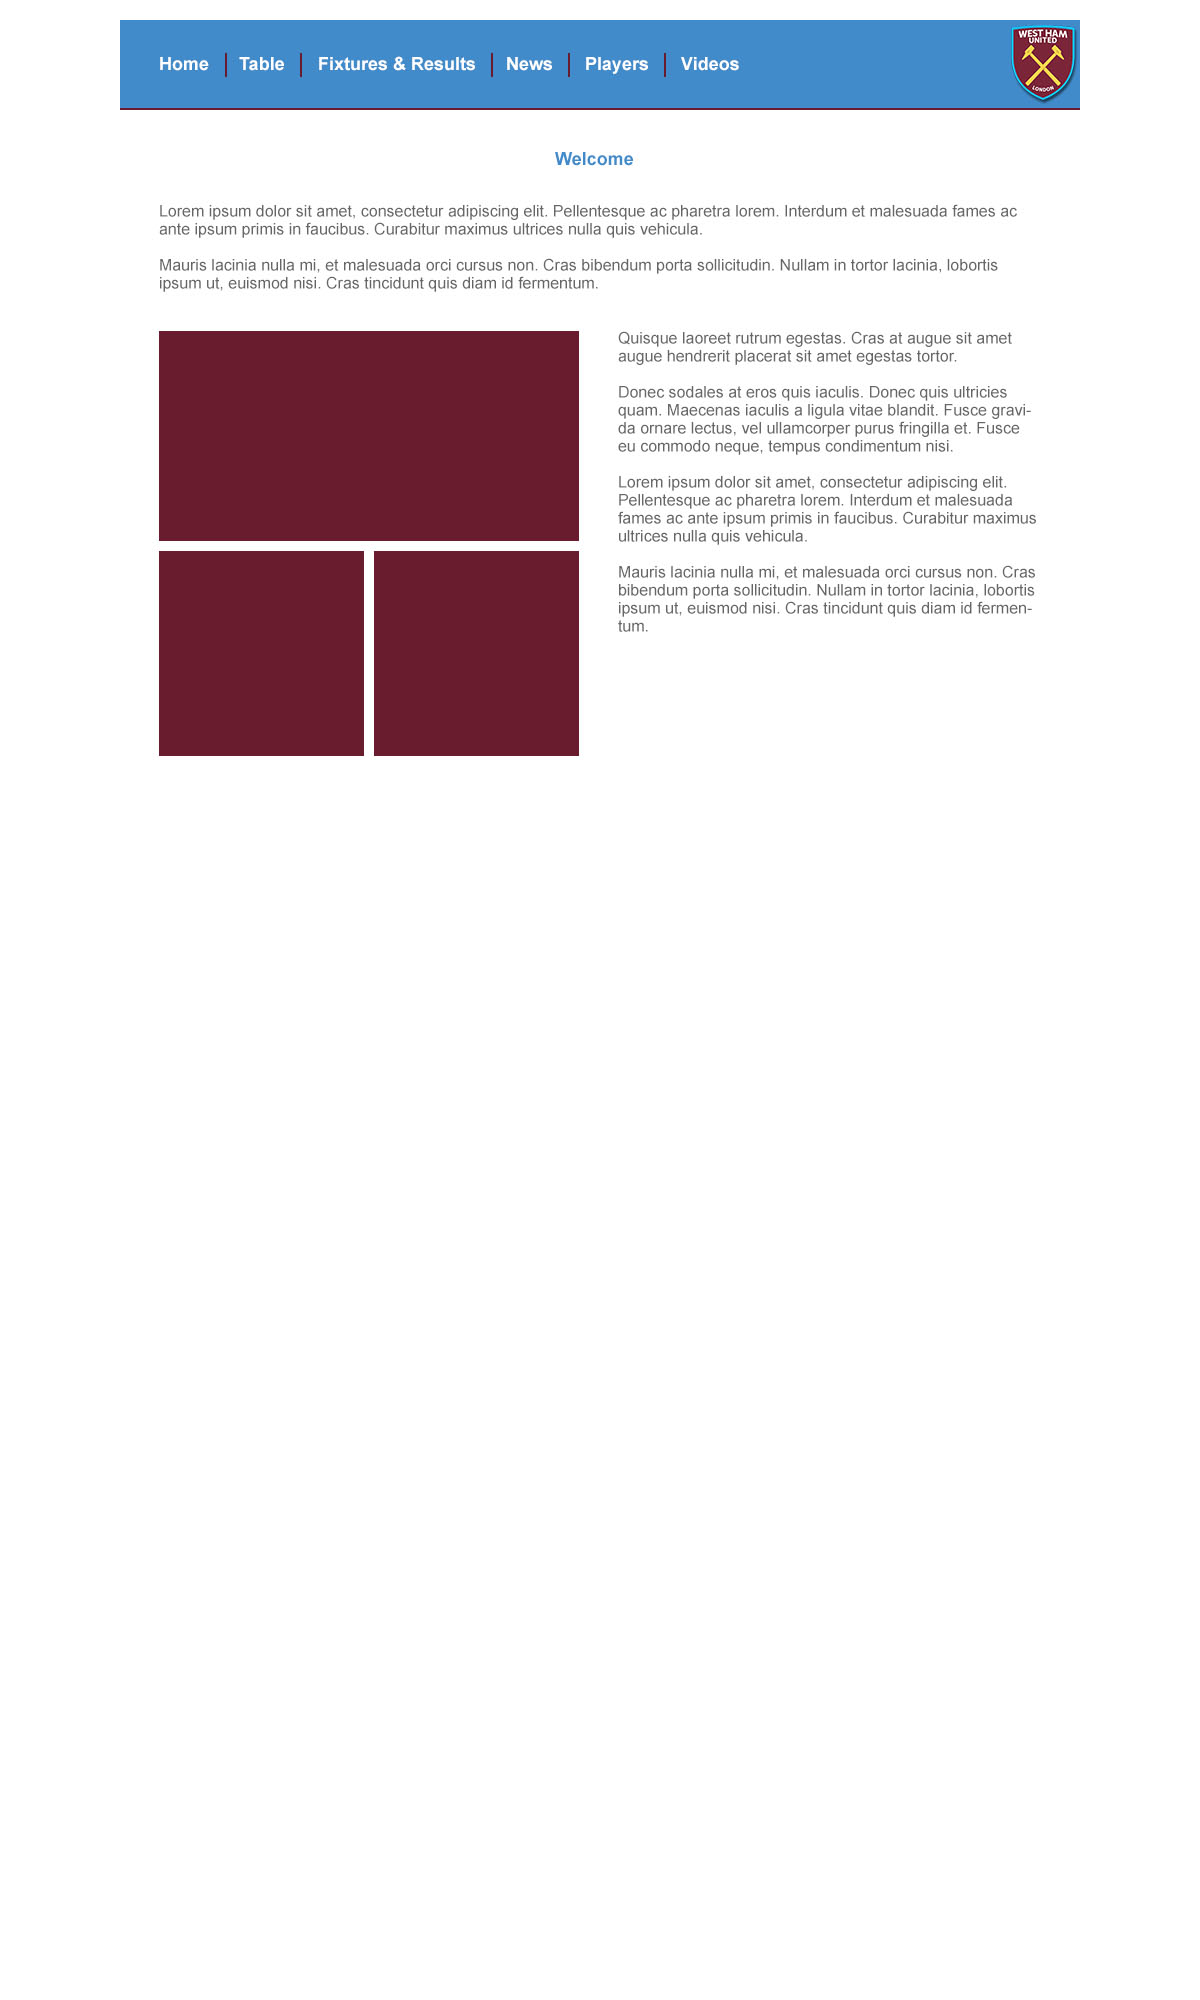 Home Table Fixtures & Results News Players Videos
WEST HAM
UNITED
LONDON
Welcome
Lorem ipsum dolor sit amet, consectetur adipiscing elit. Pellentesque ac pharetra lorem. Interdum et malesuada fames ac
ante ipsum primis in faucibus. Curabitur maximus ultrices nulla quis vehicula.
Mauris lacinia nulla mi, et malesuada orci cursus non. Cras bibendum porta sollicitudin. Nullam in tortor lacinia, lobortis
ipsum ut, euismod nisi. Cras tincidunt quis diam id fermentum.
Quisque laoreet rutrum egestas. Cras at augue sit amet
augue hendrerit placerat sit amet egestas tortor.
Donec sodales at eros quis iaculis. Donec quis ultricies
quam. Maecenas iaculis a ligula vitae blandit. Fusce gravi-
da ornare lectus, vel ullamcorper purus fringilla et. Fusce
eu commodo neque, tempus condimentum nisi.
Lorem ipsum dolor sit amet, consectetur adipiscing elit.
Pellentesque ac pharetra lorem. Interdum et malesuada
fames ac ante ipsum primis in faucibus. Curabitur maximus
ultrices nulla quis vehicula.
Mauris lacinia nulla mi, et malesuada orci cursus non. Cras
bibendum porta sollicitudin. Nullam in tortor lacinia, lobortis
ipsum ut, euismod nisi. Cras tincidunt quis diam id fermen-
tum.